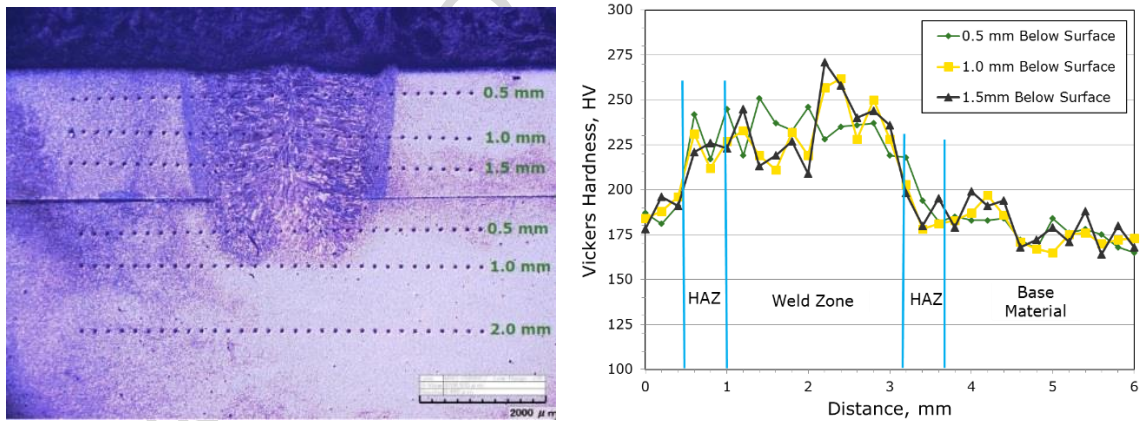 0.5 mm
1.0 mm
1.5 mm
0.5 mm
1.0 mm
2.0 mm
2000 µm
300
275
250
225
200
175
150
125
100
Vickers Hardness, HV
0.5 mm Below Surface
1.0 mm Below Surface
1.5mm Below Surface
HAZ
Weld Zone
HAZ
Base
Material
0 1 2 3 4 5 6
Distance, mm